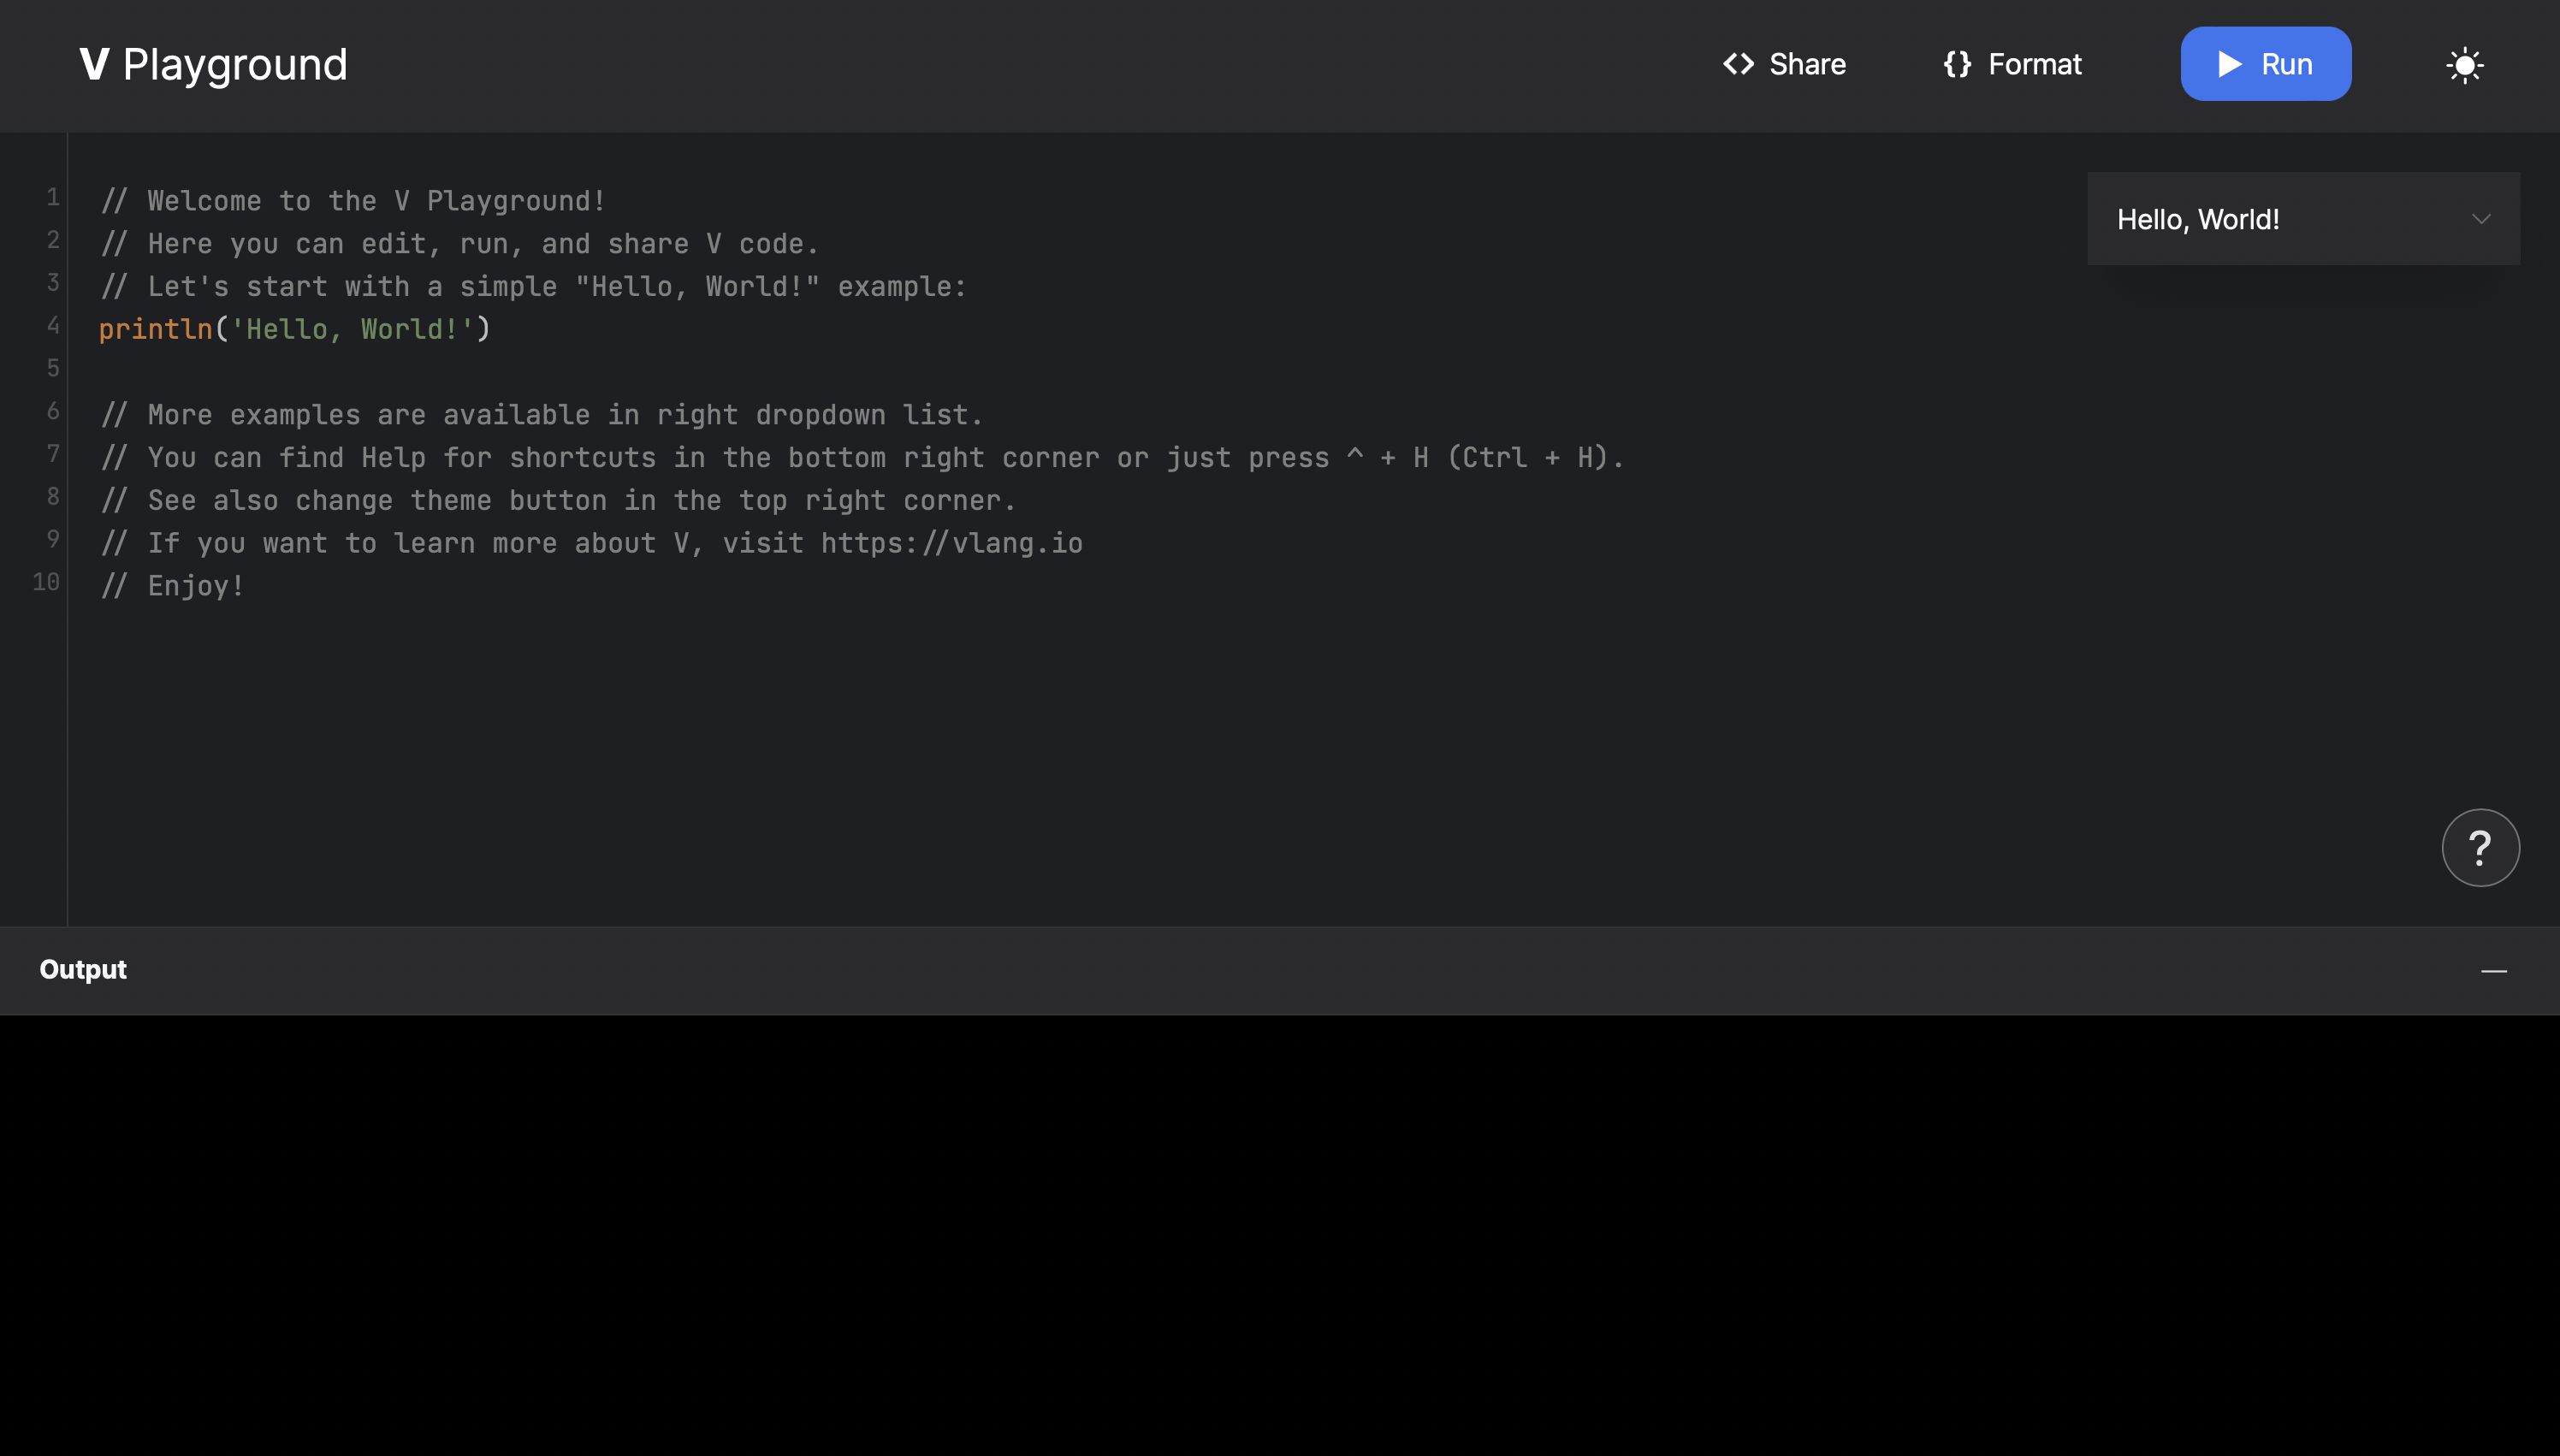 V Playground
<> Share
{} Format
Run
Hello, World!
1 // Welcome to the V Playground!
2 // Here you can edit, run, and share V code.
3 // Let's start with a simple "Hello, World!" example:
4 println('Hello, World!')
5
6 // More examples are available in right dropdown list.
7 // You can find Help for shortcuts in the bottom right corner or just press ^ + H (Ctrl + H).
8 // See also change theme button in the top right corner.
9 // If you want to learn more about V, visit https://vlang.io
10 // Enjoy!
?
Output